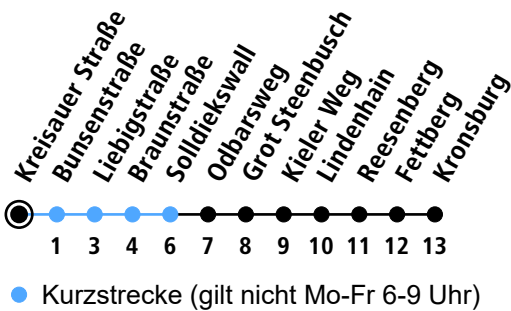 Kreisauer Straße
Bunsenstraße
Liebigstraße
Braunstraße
Solldiekswall
Odbarsweg
Grot Steenbusch
Kieler Weg
Lindenhain
Reesenberg
Fettberg
Kronsburg
1 3 4 6 7 8 9 10 11 12 13
Kurzstrecke (gilt nicht Mo-Fr 6-9 Uhr)